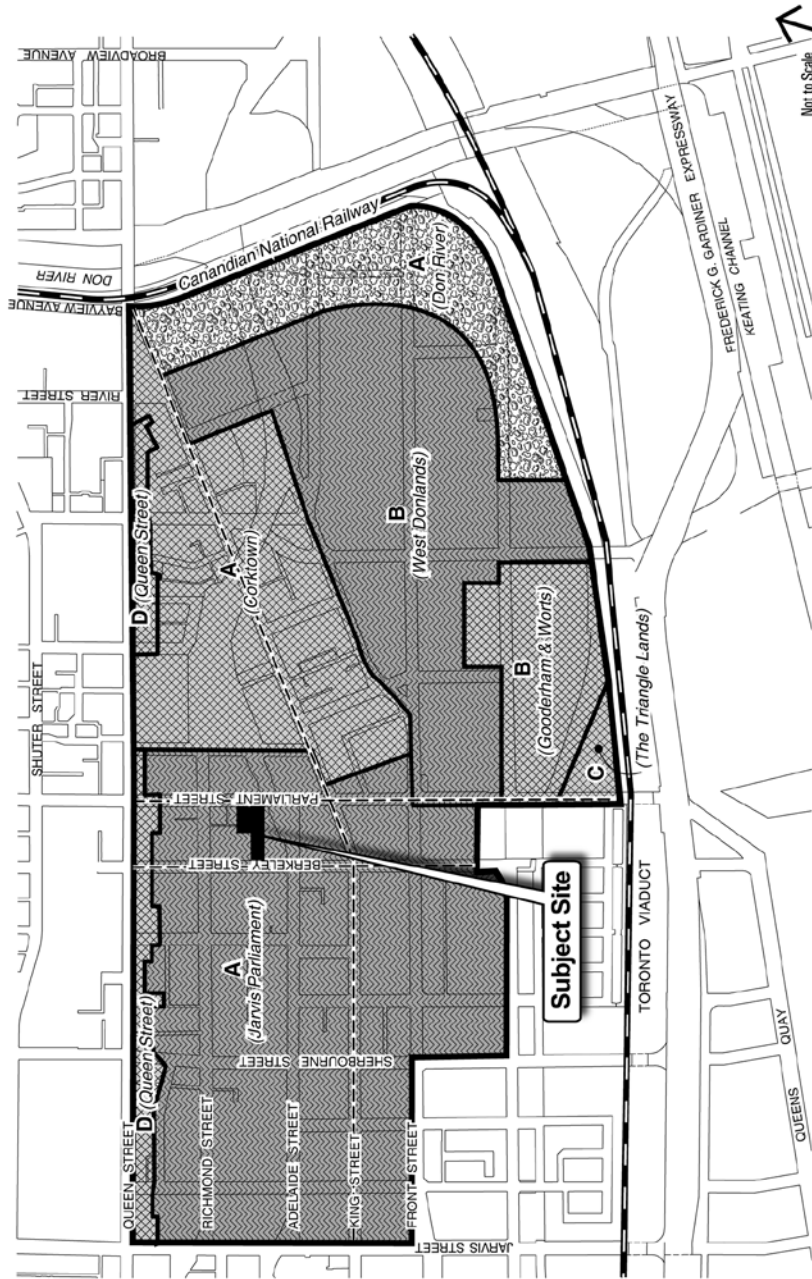 BROADVIEW
AVENUE
DON RIVER
BAYVIEW AVENUE
RIVER STREET
SHUTER STREET
Canandian National Railway
A
(Don River)
D (Queen Street)
A
(Corktown)
B
(West Donlands)
B
(Gooderham & Worts)
C
(The Triangle Lands)
FREDERICK G. GARDINER EXPRESSWAY
KEATING CHANNEL
PARLIAMENT STREET
BERKELEY STREET
A
(Jarvis Parliament)
SHERBOURNE STREET
D (Queen Street)
QUEEN STREET
RICHMOND STREET
ADELAIDE STREET
KING STREET
FRONT STREET
JARVIS STREET
Subject Site
TORONTO VIADUCT
QUEENS QUAY
Not to Scale